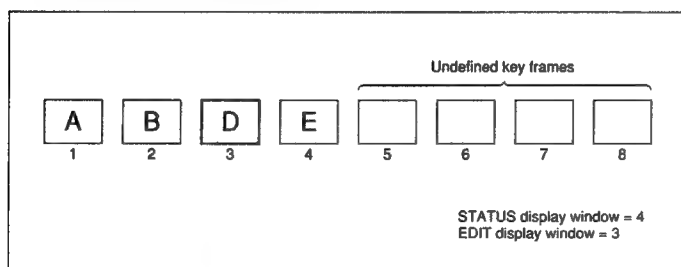 Undefined key frames
A B D E
1 2 3 4 5 6 7 8
STATUS display window = 4
EDIT display window = 3